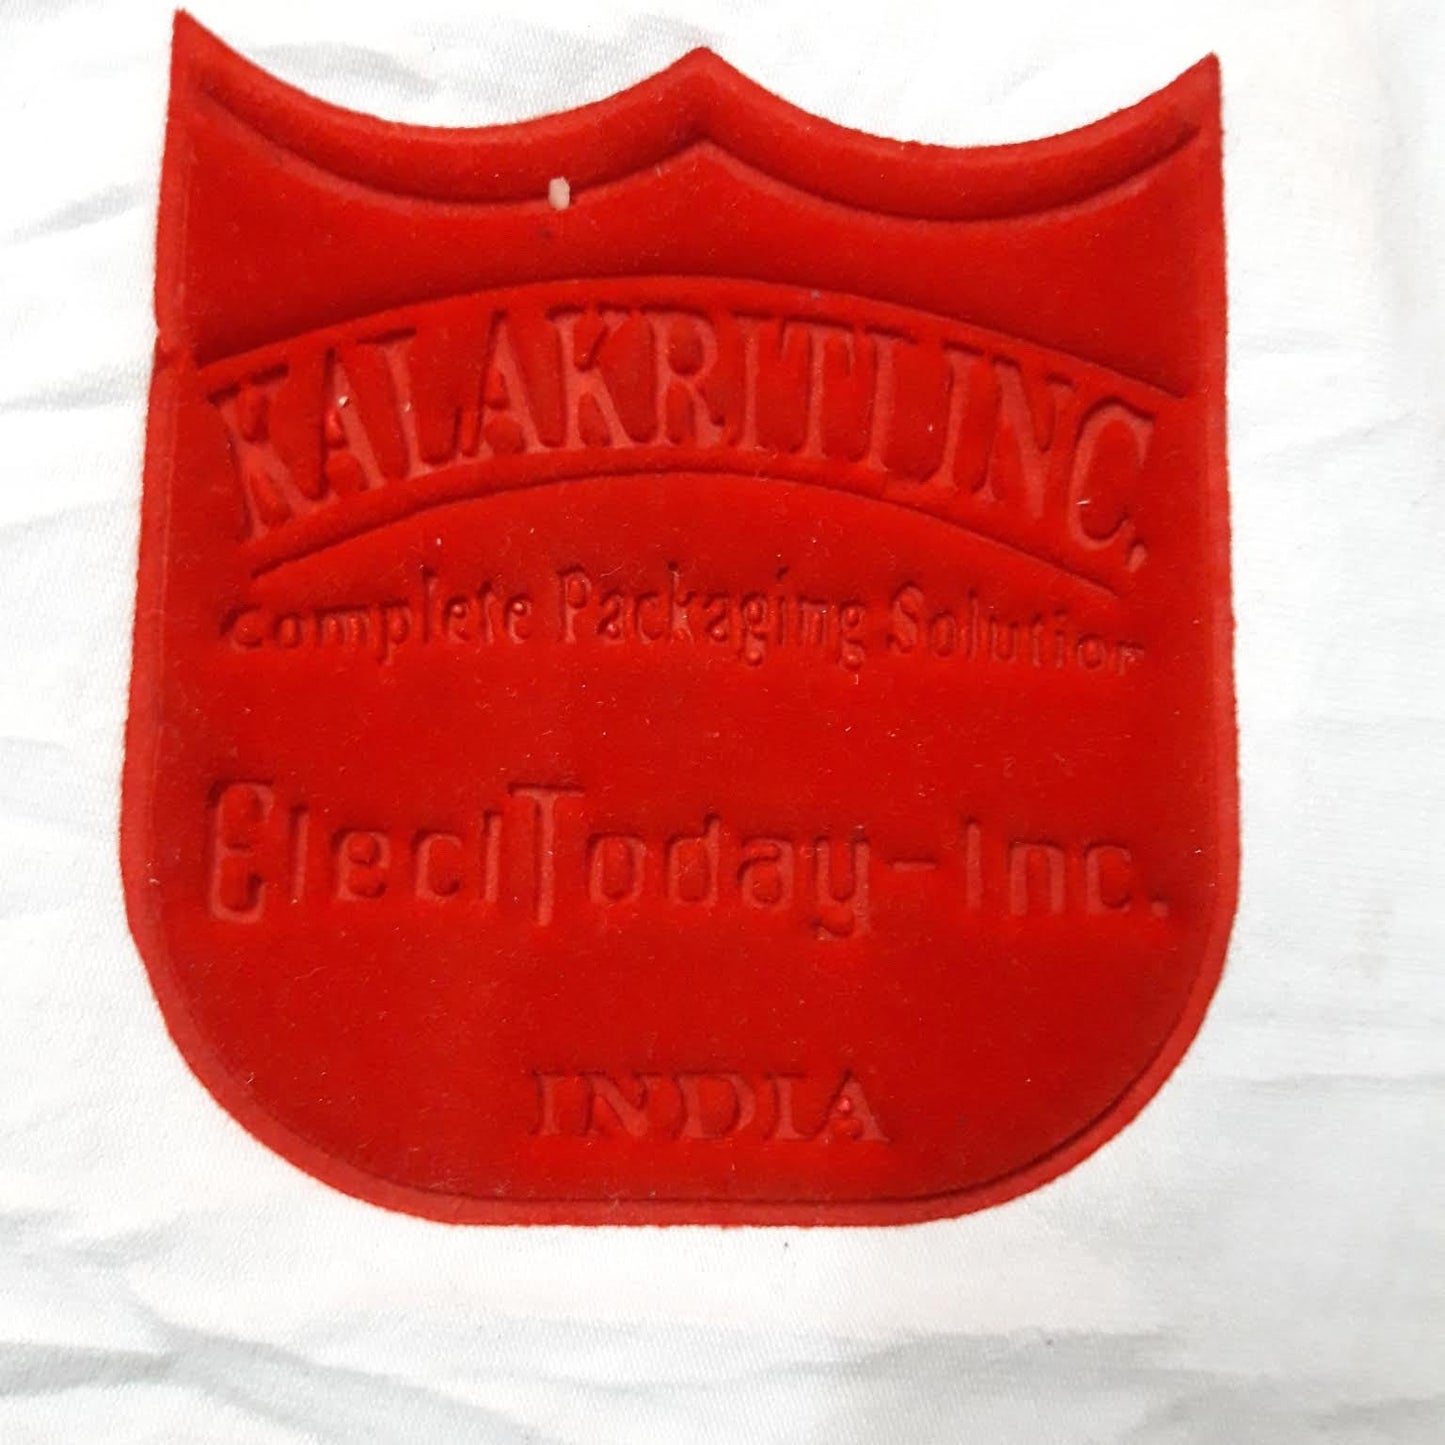 KALAKRITI INC.
Complete Packaging Solution
ElectToday-Inc.
INDIA